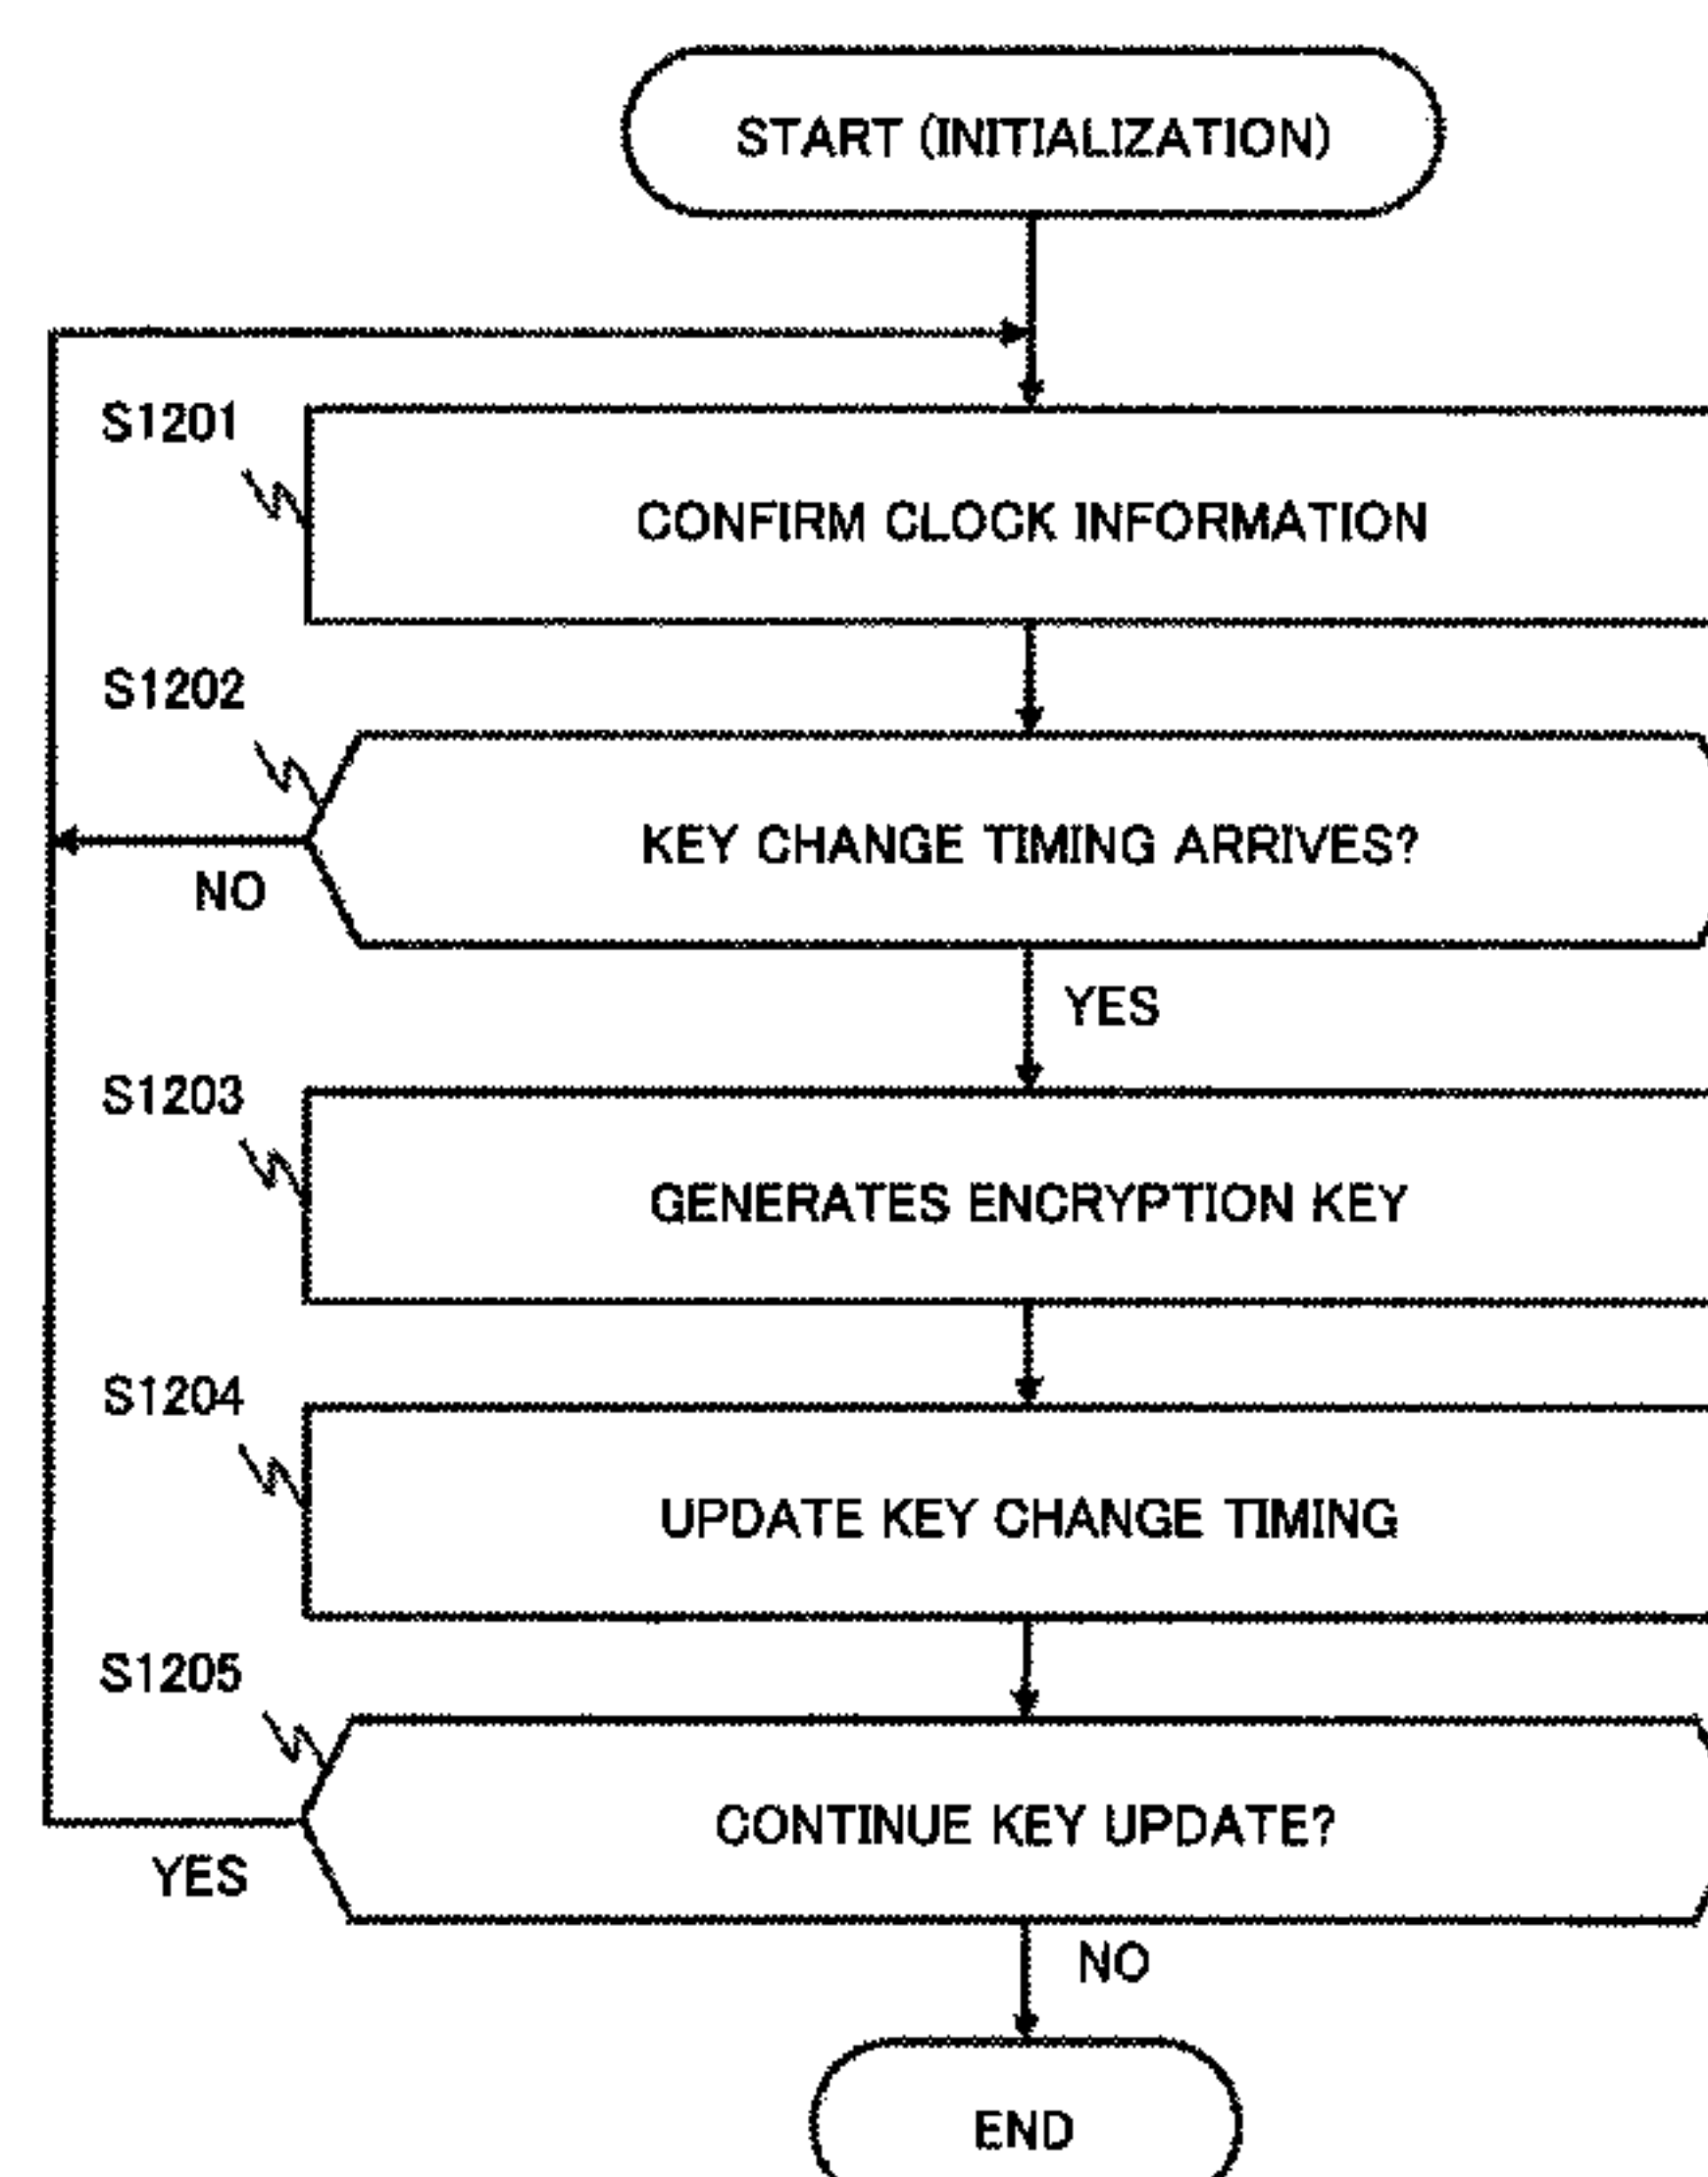 START (INITIALIZATION)
S1201
CONFIRM CLOCK INFORMATION
S1202
KEY CHANGE TIMING ARRIVES?
NO
YES
S1203
GENERATES ENCRYPTION KEY
S1204
UPDATE KEY CHANGE TIMING
S1205
CONTINUE KEY UPDATE?
YES
NO
END